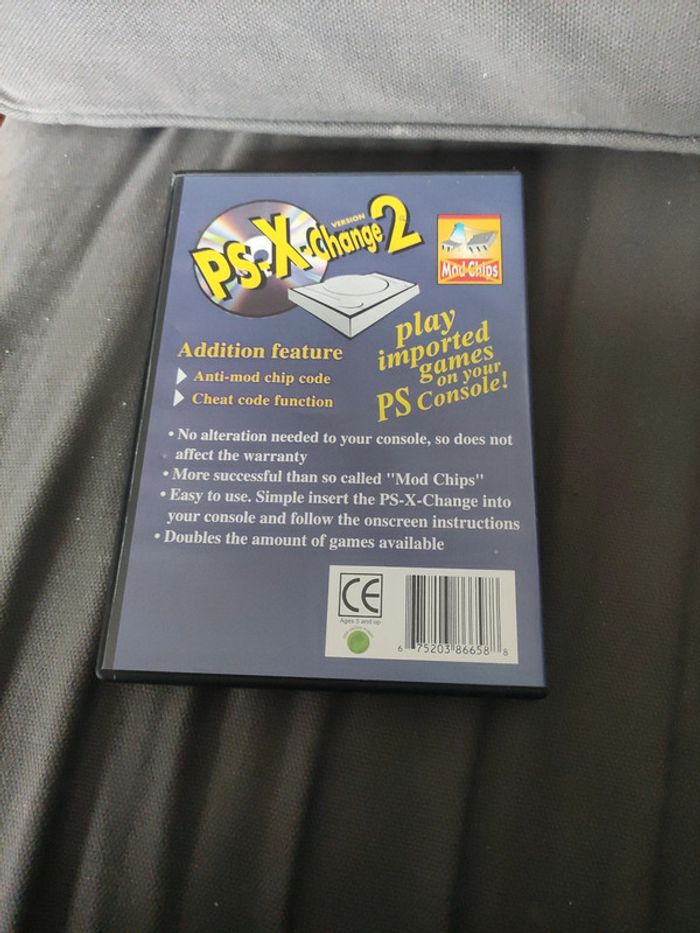 VERSION
PS-X-Change 2
Mod Chips
play
imported
games
on your
PS Console!
Addition feature
Anti-mod chip code
Cheat code function
• No alteration needed to your console, so does not
affect the warranty
• More successful than so called "Mod Chips"
• Easy to use. Simple insert the PS-X-Change into
your console and follow the onscreen instructions
• Doubles the amount of games available
CE
Ages 5 and up
6 75203 86658 8